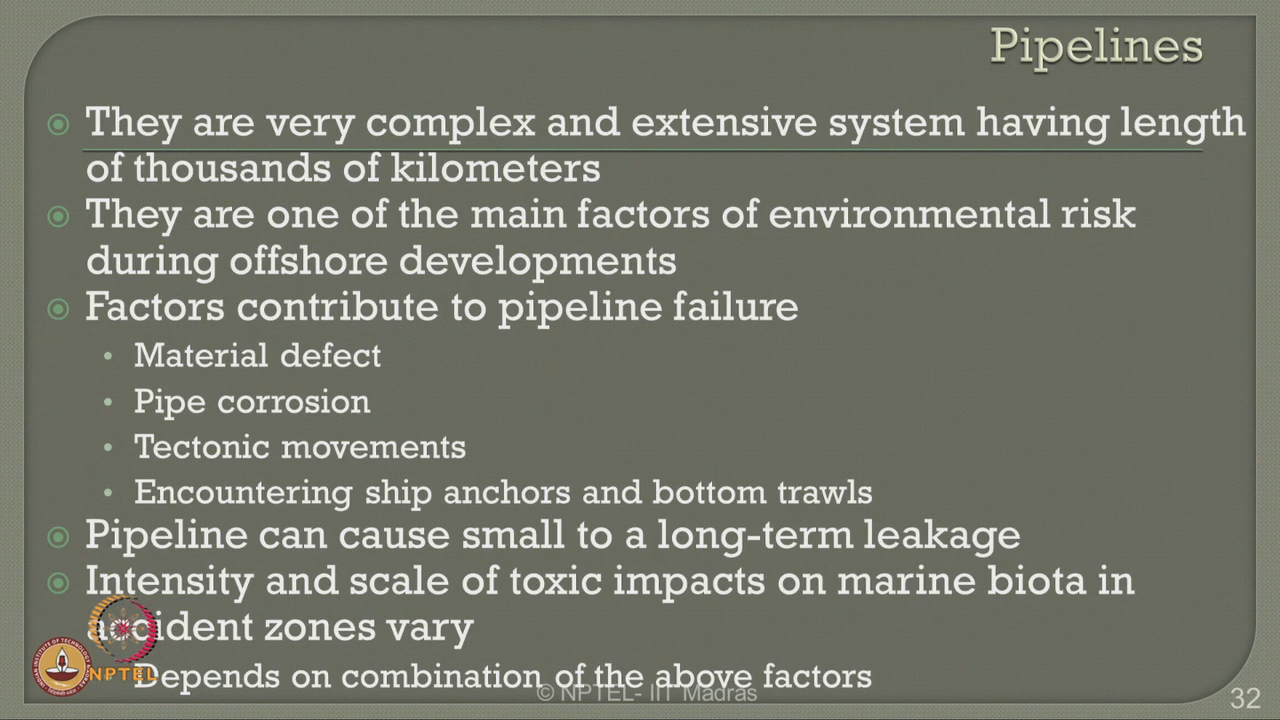 Pipelines
They are very complex and extensive system having length
of thousands of kilometers
They are one of the main factors of environmental risk
during offshore developments
Factors contribute to pipeline failure
Material defect
Pipe corrosion
Tectonic movements
Encountering ship anchors and bottom trawls
Pipeline can cause small to a long-term leakage
Intensity and scale of toxic impacts on marine biota in
accident zones vary
Depends on combination of the above factors
NPTEL
© NPTEL- IIT Madras
32